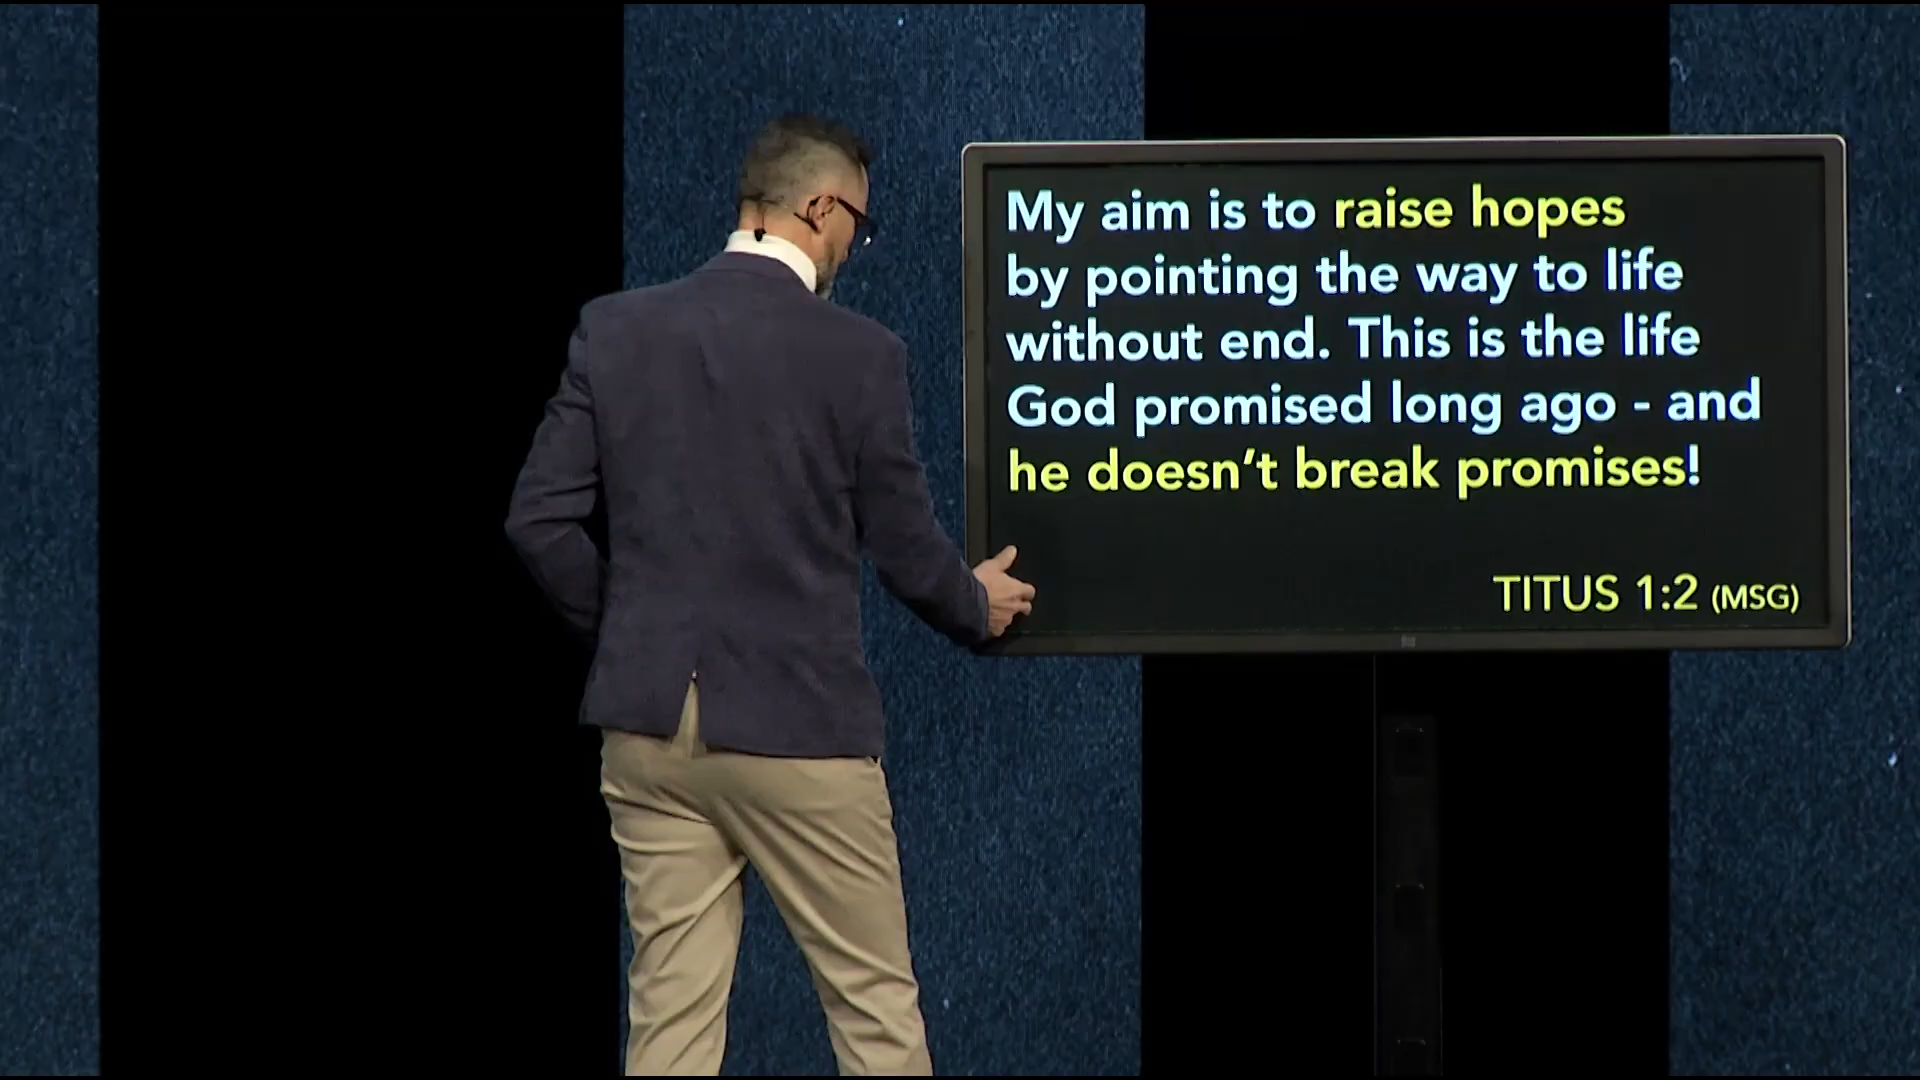 My aim is to raise hopes
by pointing the way to life
without end. This is the life
God promised long ago - and
he doesn't break promises!
TITUS 1:2 (MSG)